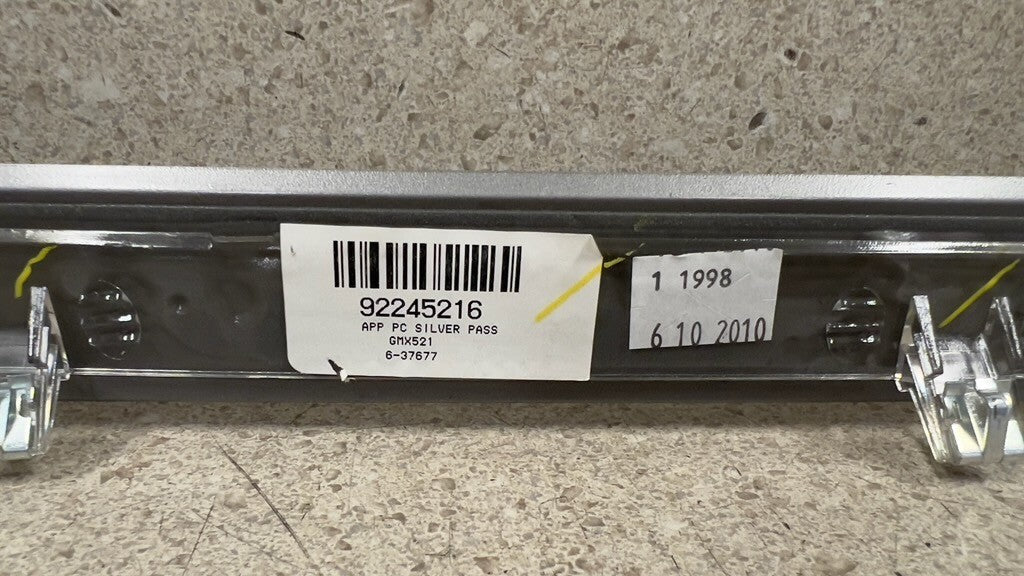 92245216
APP PC SILVER PASS
GMX521
6-37677
1 1998
6 10 2010